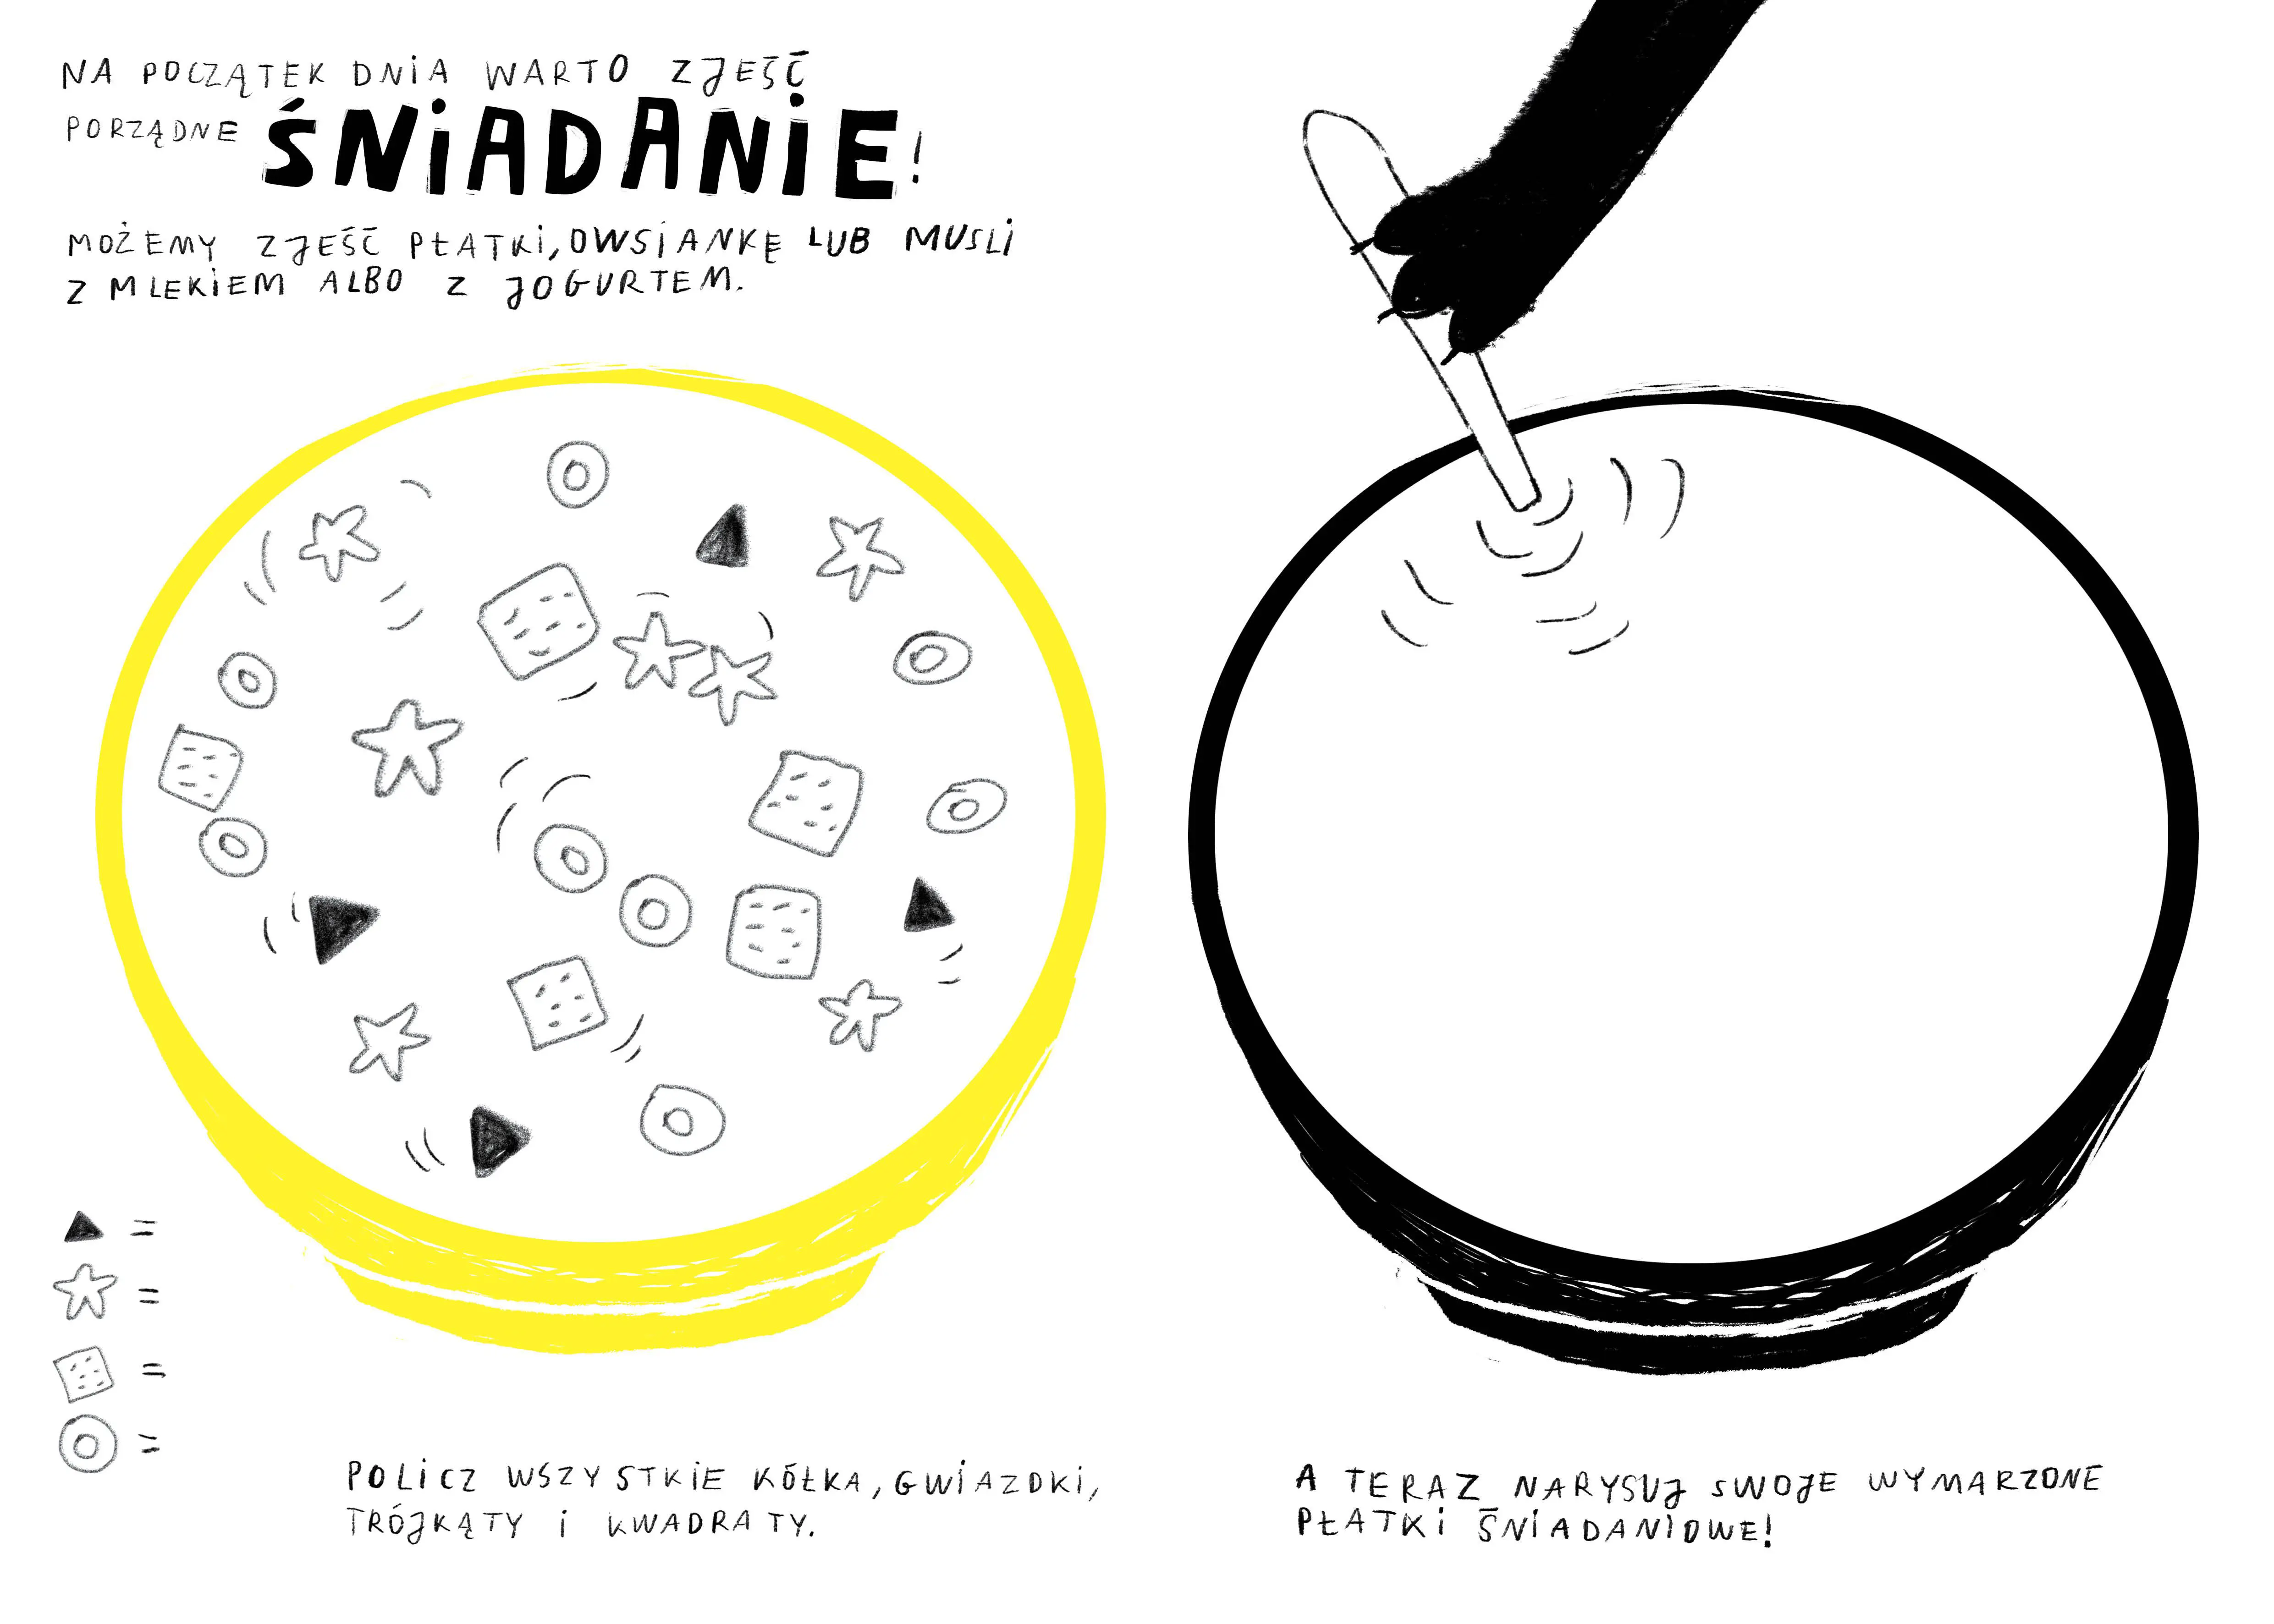 NA POCZĄTEK DNIA WARTO ZJEŚĆ
PORZĄDNE ŚNIADANIE!
MOŻEMY ZJEŚĆ PŁATKI, OWSIANKĘ LUB MUSLI
Z MLEKIEM ALBO Z JOGURTEM.
=
=
=
=
POLICZ WSZYSTKIE KÓŁKA, GWIAZDKI,
TRÓJKĄTY I KWADRATY.
A TERAZ NARYSUJ SWOJE WYMARZONE
PŁATKI ŚNIADANIOWE!